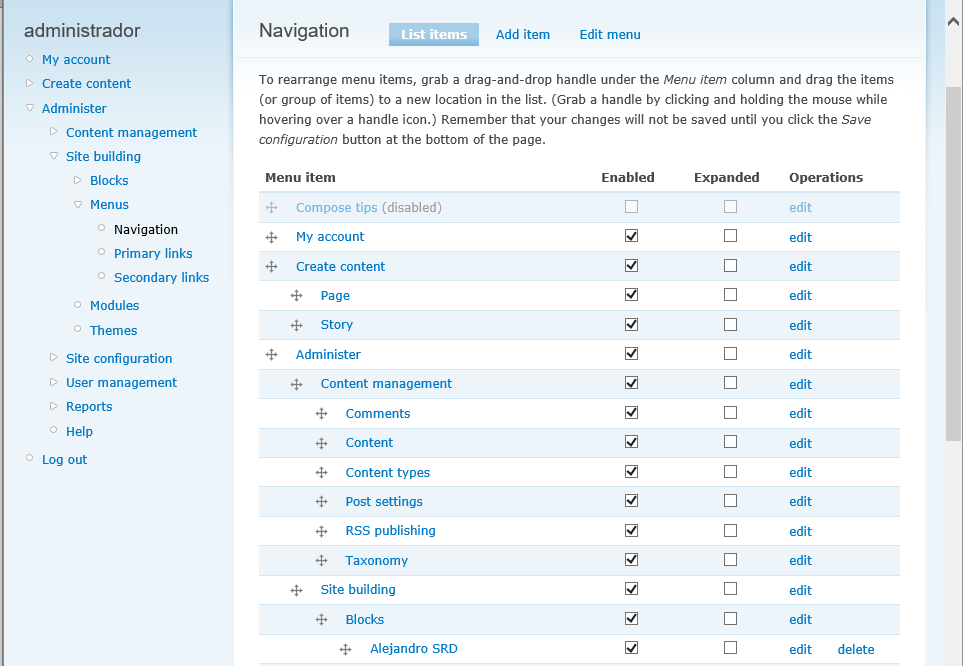 administrador
My account
Create content
Administer
Content management
Site building
Blocks
Menus
Navigation
Primary links
Secondary links
Modules
Themes
Site configuration
User management
Reports
Help
Log out
Navigation List items Add item Edit menu
To rearrange menu items, grab a drag-and-drop handle under the Menu item column and drag the items
(or group of items) to a new location in the list. (Grab a handle by clicking and holding the mouse while
hovering over a handle icon.) Remember that your changes will not be saved until you click the Save
configuration button at the bottom of the page.
Menu item Enabled Expanded Operations
Compose tips (disabled) edit
My account edit
Create content edit
Page edit
Story edit
Administer edit
Content management edit
Comments edit
Content edit
Content types edit
Post settings edit
RSS publishing edit
Taxonomy edit
Site building edit
Blocks edit
Alejandro SRD edit delete